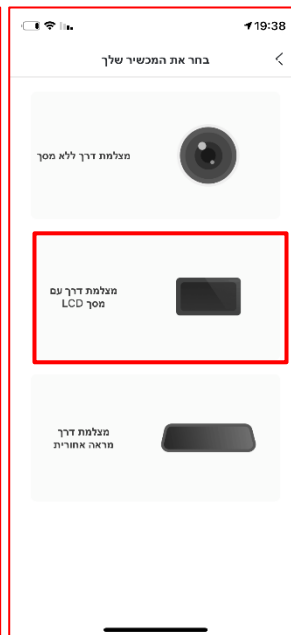 19:38
בחר את המכשיר שלך
מצלמת דרך ללא מסך
מצלמת דרך עם
מסך LCD
מצלמת דרך
מראה אחורית